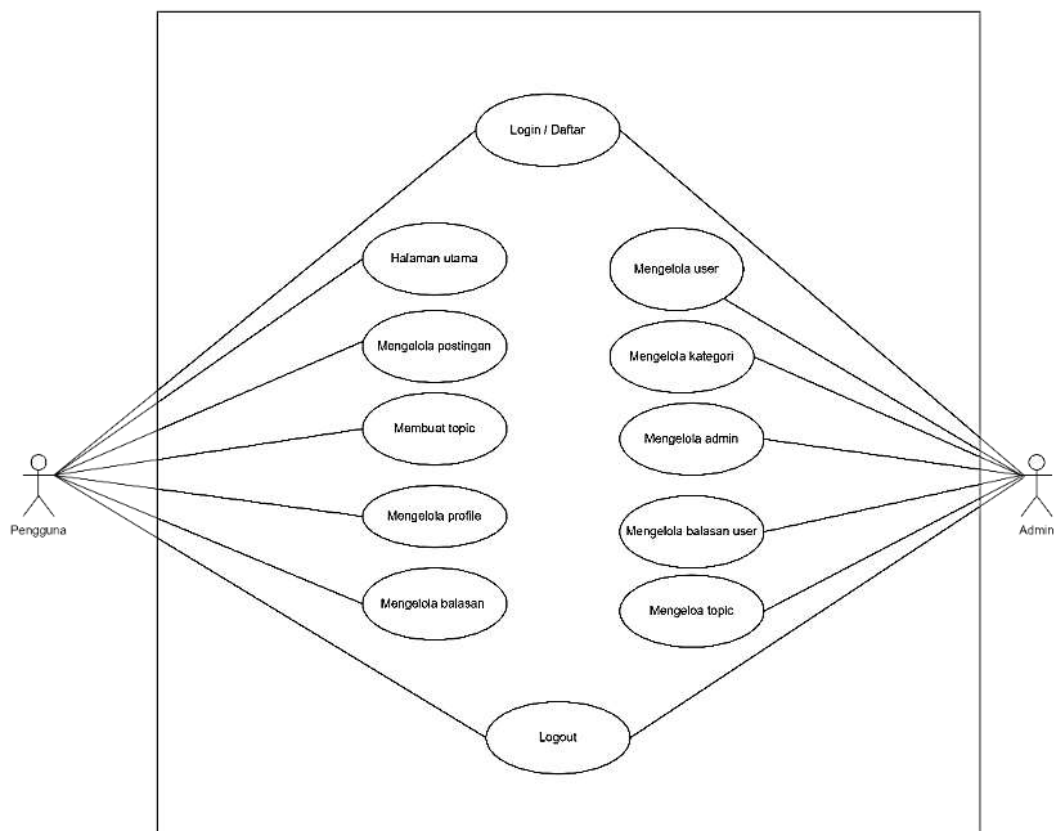 Login / Daftar
Halaman utama
Mengelola user
Mengelola postingan
Mengelola kategori
Membuat topic
Mengelola admin
Pengguna
Admin
Mengelola profile
Mengelola balasan user
Mengelola balasan
Mengeloa topic
Logout